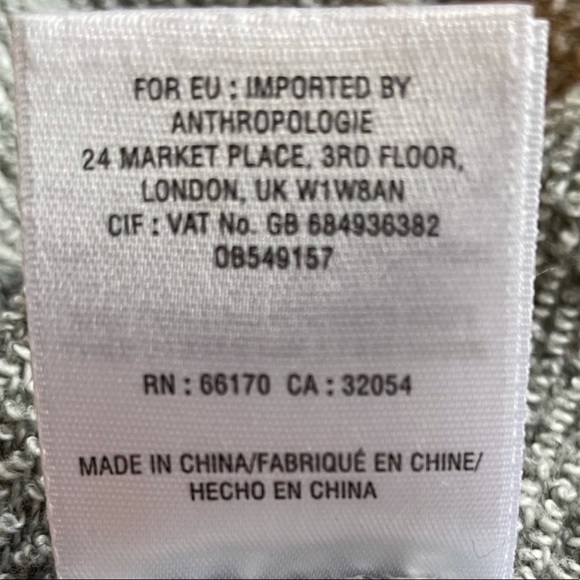 FOR EU : IMPORTED BY
ANTHROPOLOGIE
24 MARKET PLACE, 3RD FLOOR,
LONDON, UK W1W8AN
CIF : VAT No. GB 684936382
OB549157
RN : 66170 CA : 32054
MADE IN CHINA/FABRIQUÉ EN CHINE/
HECHO EN CHINA